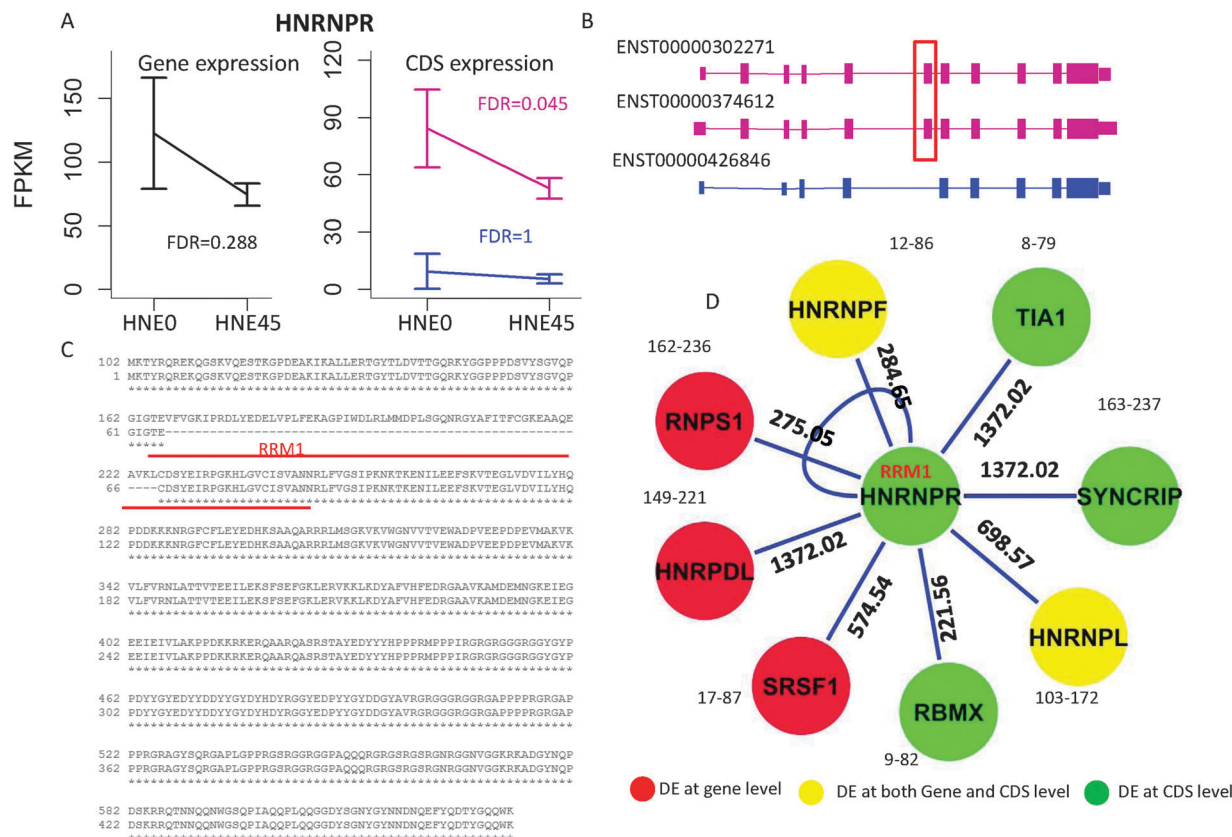 A
HNRNPR
Gene expression
CDS expression
FPKM
150
100
50
0
FDR=0.288
HNE0
HNE45
120
90
60
30
0
FDR=0.045
FDR=1
HNE0
HNE45
B
ENST00000302271
ENST00000374612
ENST00000426846
C
102 MKTYRQREKQGSKVQESTKGPDEAKIKALLERTGYTLDVTTGQRKYGGPPPDSVYSGVQP
1 MKTYRQREKQGSKVQESTKGPDEAKIKALLERTGYTLDVTTGQRKYGGPPPDSVYSGVQP
************************************************************
162 GIGTEVFVGKIPRDLYEDELVPLFEKAGPIWDLRLMMDPLSGQNRGYAFITFCGKEAAQE
61 GIGTE-------------------------------------------------------
*****
RRM1
222 AVKLCDSYEIRPGKHLGVCISVANNRLFVGSIPKNKTKENILEEFSKVTEGLVDVILYHQ
66 ----CDSYEIRPGKHLGVCISVANNRLFVGSIPKNKTKENILEEFSKVTEGLVDVILYHQ
********************************************************
282 PDDKKKNRGFCFLEYEDHKSAAQARRRLMSGKVKVWGNVVTVEWADPVEEPDPEVMAKVK
122 PDDKKKNRGFCFLEYEDHKSAAQARRRLMSGKVKVWGNVVTVEWADPVEEPDPEVMAKVK
************************************************************
342 VLFVRNLATTVTEEILEKSFSEFGKLERVKKLKDYAFVHFEDRGAAVKAMDEMNGKEIEG
182 VLFVRNLATTVTEEILEKSFSEFGKLERVKKLKDYAFVHFEDRGAAVKAMDEMNGKEIEG
************************************************************
402 EEIEIVLAKPPDKKRKERQAARQASRSTAYEDYYYHPPPRMPPPIRGRGRGGGRGGYGYP
242 EEIEIVLAKPPDKKRKERQAARQASRSTAYEDYYYHPPPRMPPPIRGRGRGGGRGGYGYP
************************************************************
462 PDYYGYEDYYDDYYGYDYHDYRGGYEDPYYGYDDGYAVRGRGGGRGGRGAPPPPRGRGAP
302 PDYYGYEDYYDDYYGYDYHDYRGGYEDPYYGYDDGYAVRGRGGGRGGRGAPPPPRGRGAP
************************************************************
522 PPRGRAGYSQRGAPLGPPRGSRGGRGGPAQQQRGRGSRGSRGNRGGNVGGKRKADGYNQP
362 PPRGRAGYSQRGAPLGPPRGSRGGRGGPAQQQRGRGSRGSRGNRGGNVGGKRKADGYNQP
************************************************************
582 DSKRRQTNNQQNWGSQPIAQQPLQQGGDYSGNYGYNNDNQEFYQDTYGQQWK
422 DSKRRQTNNQQNWGSQPIAQQPLQQGGDYSGNYGYNNDNQEFYQDTYGQQWK
****************************************************
D
12-86
8-79
HNRNPF
TIA1
162-236
284.65
1372.02
163-237
RNPS1
275.05
RRM1
HNRNPR
1372.02
SYNCRIP
149-221
HNRPDL
1372.02
698.57
574.54
221.56
HNRNPL
17-87
SRSF1
RBMX
103-172
9-82
DE at gene level
DE at both Gene and CDS level
DE at CDS level